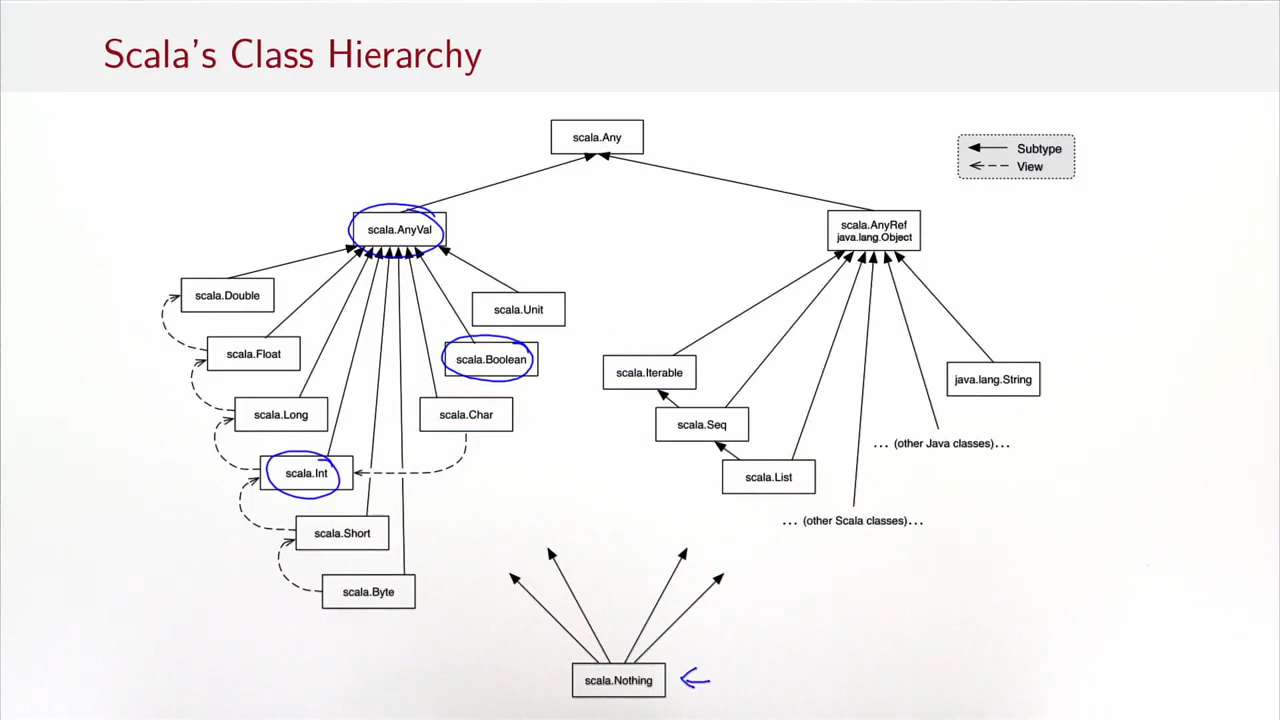 Scala's Class Hierarchy
scala.Any
Subtype
View
scala.AnyVal
scala.AnyRef
java.lang.Object
scala.Double
scala.Unit
scala.Float
scala.Boolean
scala.Iterable
java.lang.String
scala.Long
scala.Char
scala.Seq
... (other Java classes)...
scala.Int
scala.List
scala.Short
... (other Scala classes)...
scala.Byte
scala.Nothing